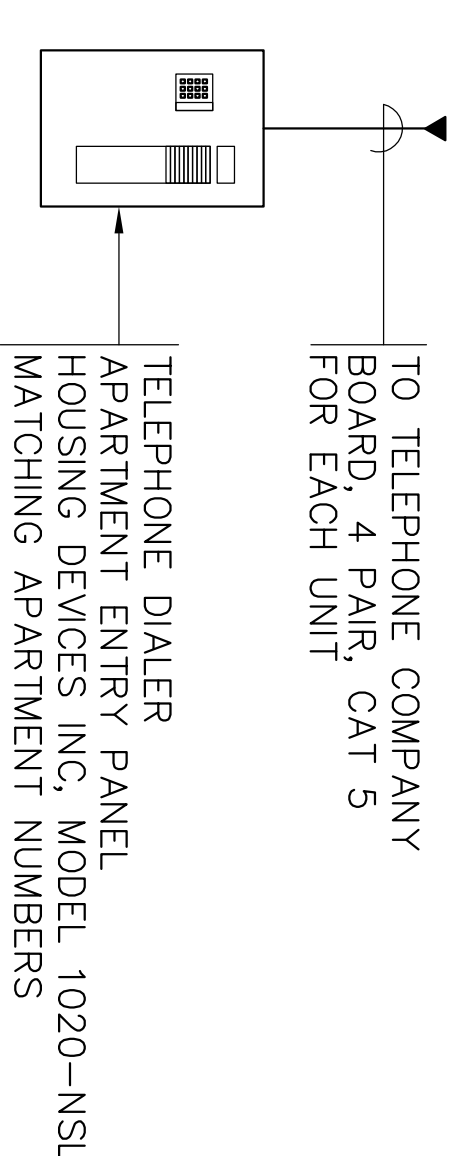 TO TELEPHONE COMPANY
BOARD, 4 PAIR, CAT 5
FOR EACH UNIT
TELEPHONE DIALER
APARTMENT ENTRY PANEL
HOUSING DEVICES INC, MODEL 1020-NSL
MATCHING APARTMENT NUMBERS